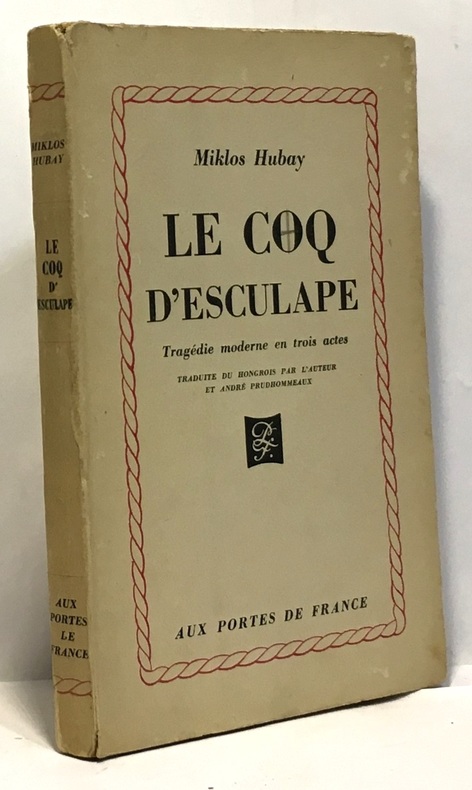 MIKLOS
HUBAY
LE
COQ
D'
ESCULAPE
AUX
PORTES
LE
FRANCE
Miklos Hubay
LE COQ
D'ESCULAPE
Tragédie moderne en trois actes
TRADUITE DU HONGROIS PAR L'AUTEUR
ET ANDRÉ PRUDHOMMEAUX
P.F.
AUX PORTES DE FRANCE